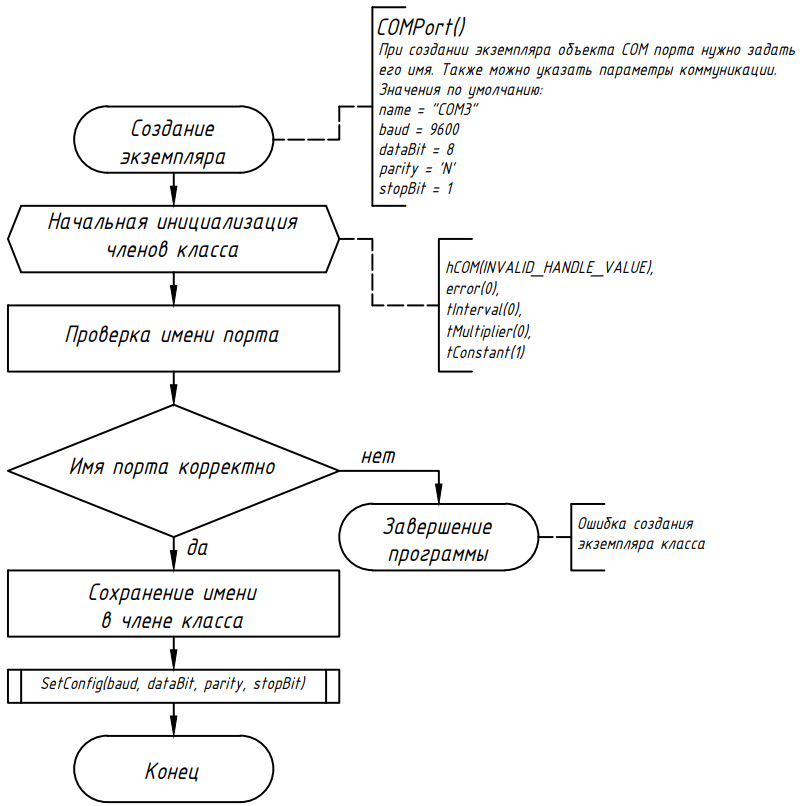 COMPort()
При создании экземпляра объекта COM порта нужно задать
его имя. Также можно указать параметры коммуникации.
Значения по умолчанию:
name = "COM3"
baud = 9600
dataBit = 8
parity = 'N'
stopBit = 1
Создание
экземпляра
Начальная инициализация
членов класса
hCOM(INVALID_HANDLE_VALUE),
error(0),
tInterval(0),
tMultiplier(0),
tConstant(1)
Проверка имени порта
Имя порта корректно
нет
Завершение
программы
Ошибка создания
экземпляра класса
да
Сохранение имени
в члене класса
SetConfig(baud, dataBit, parity, stopBit)
Конец